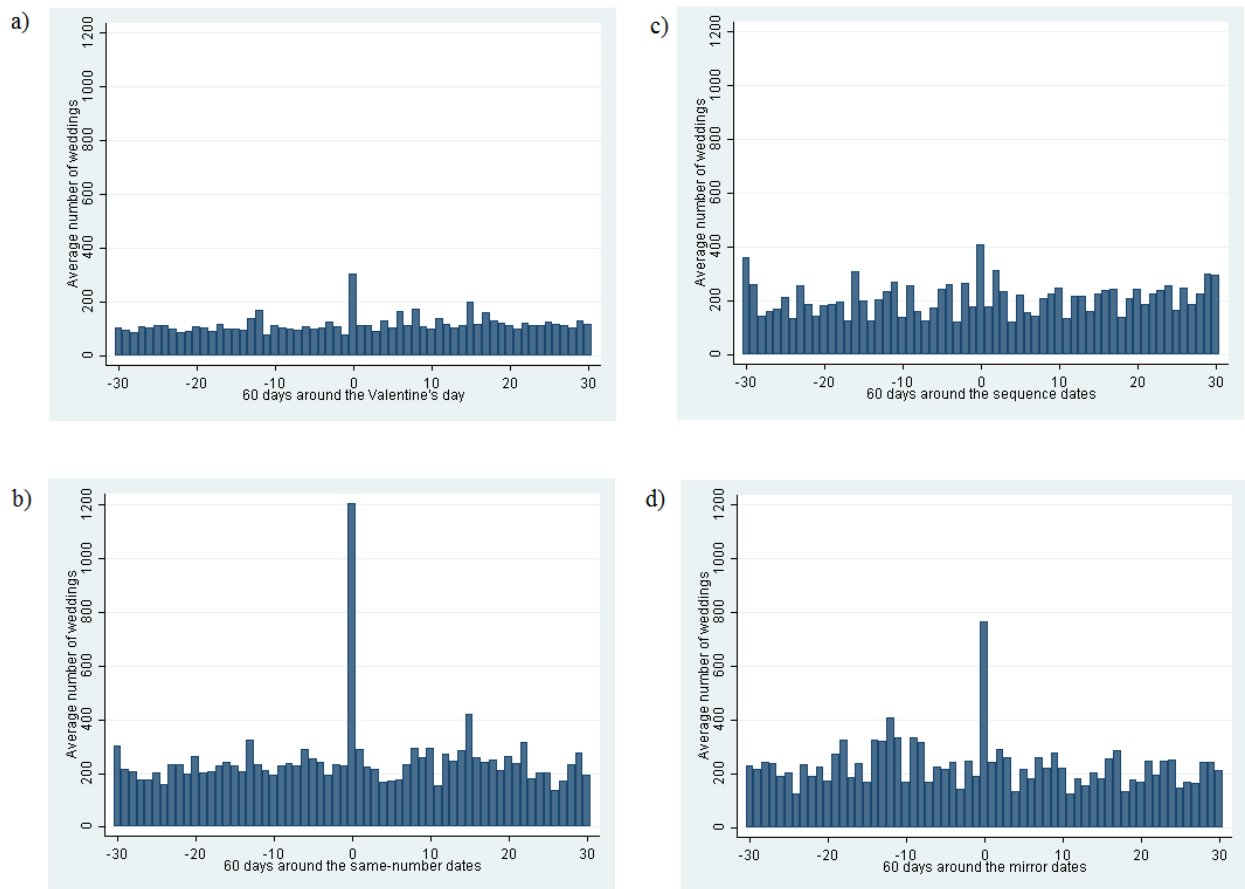 a)
Average number of weddings
1200
1000
800
600
400
200
0
-30 -20 -10 0 10 20 30
60 days around the Valentine's day
b)
Average number of weddings
1200
1000
800
600
400
200
0
-30 -20 -10 0 10 20 30
60 days around the same-number dates
c)
Average number of weddings
1200
1000
800
600
400
200
0
-30 -20 -10 0 10 20 30
60 days around the sequence dates
d)
Average number of weddings
1200
1000
800
600
400
200
0
-30 -20 -10 0 10 20 30
60 days around the mirror dates